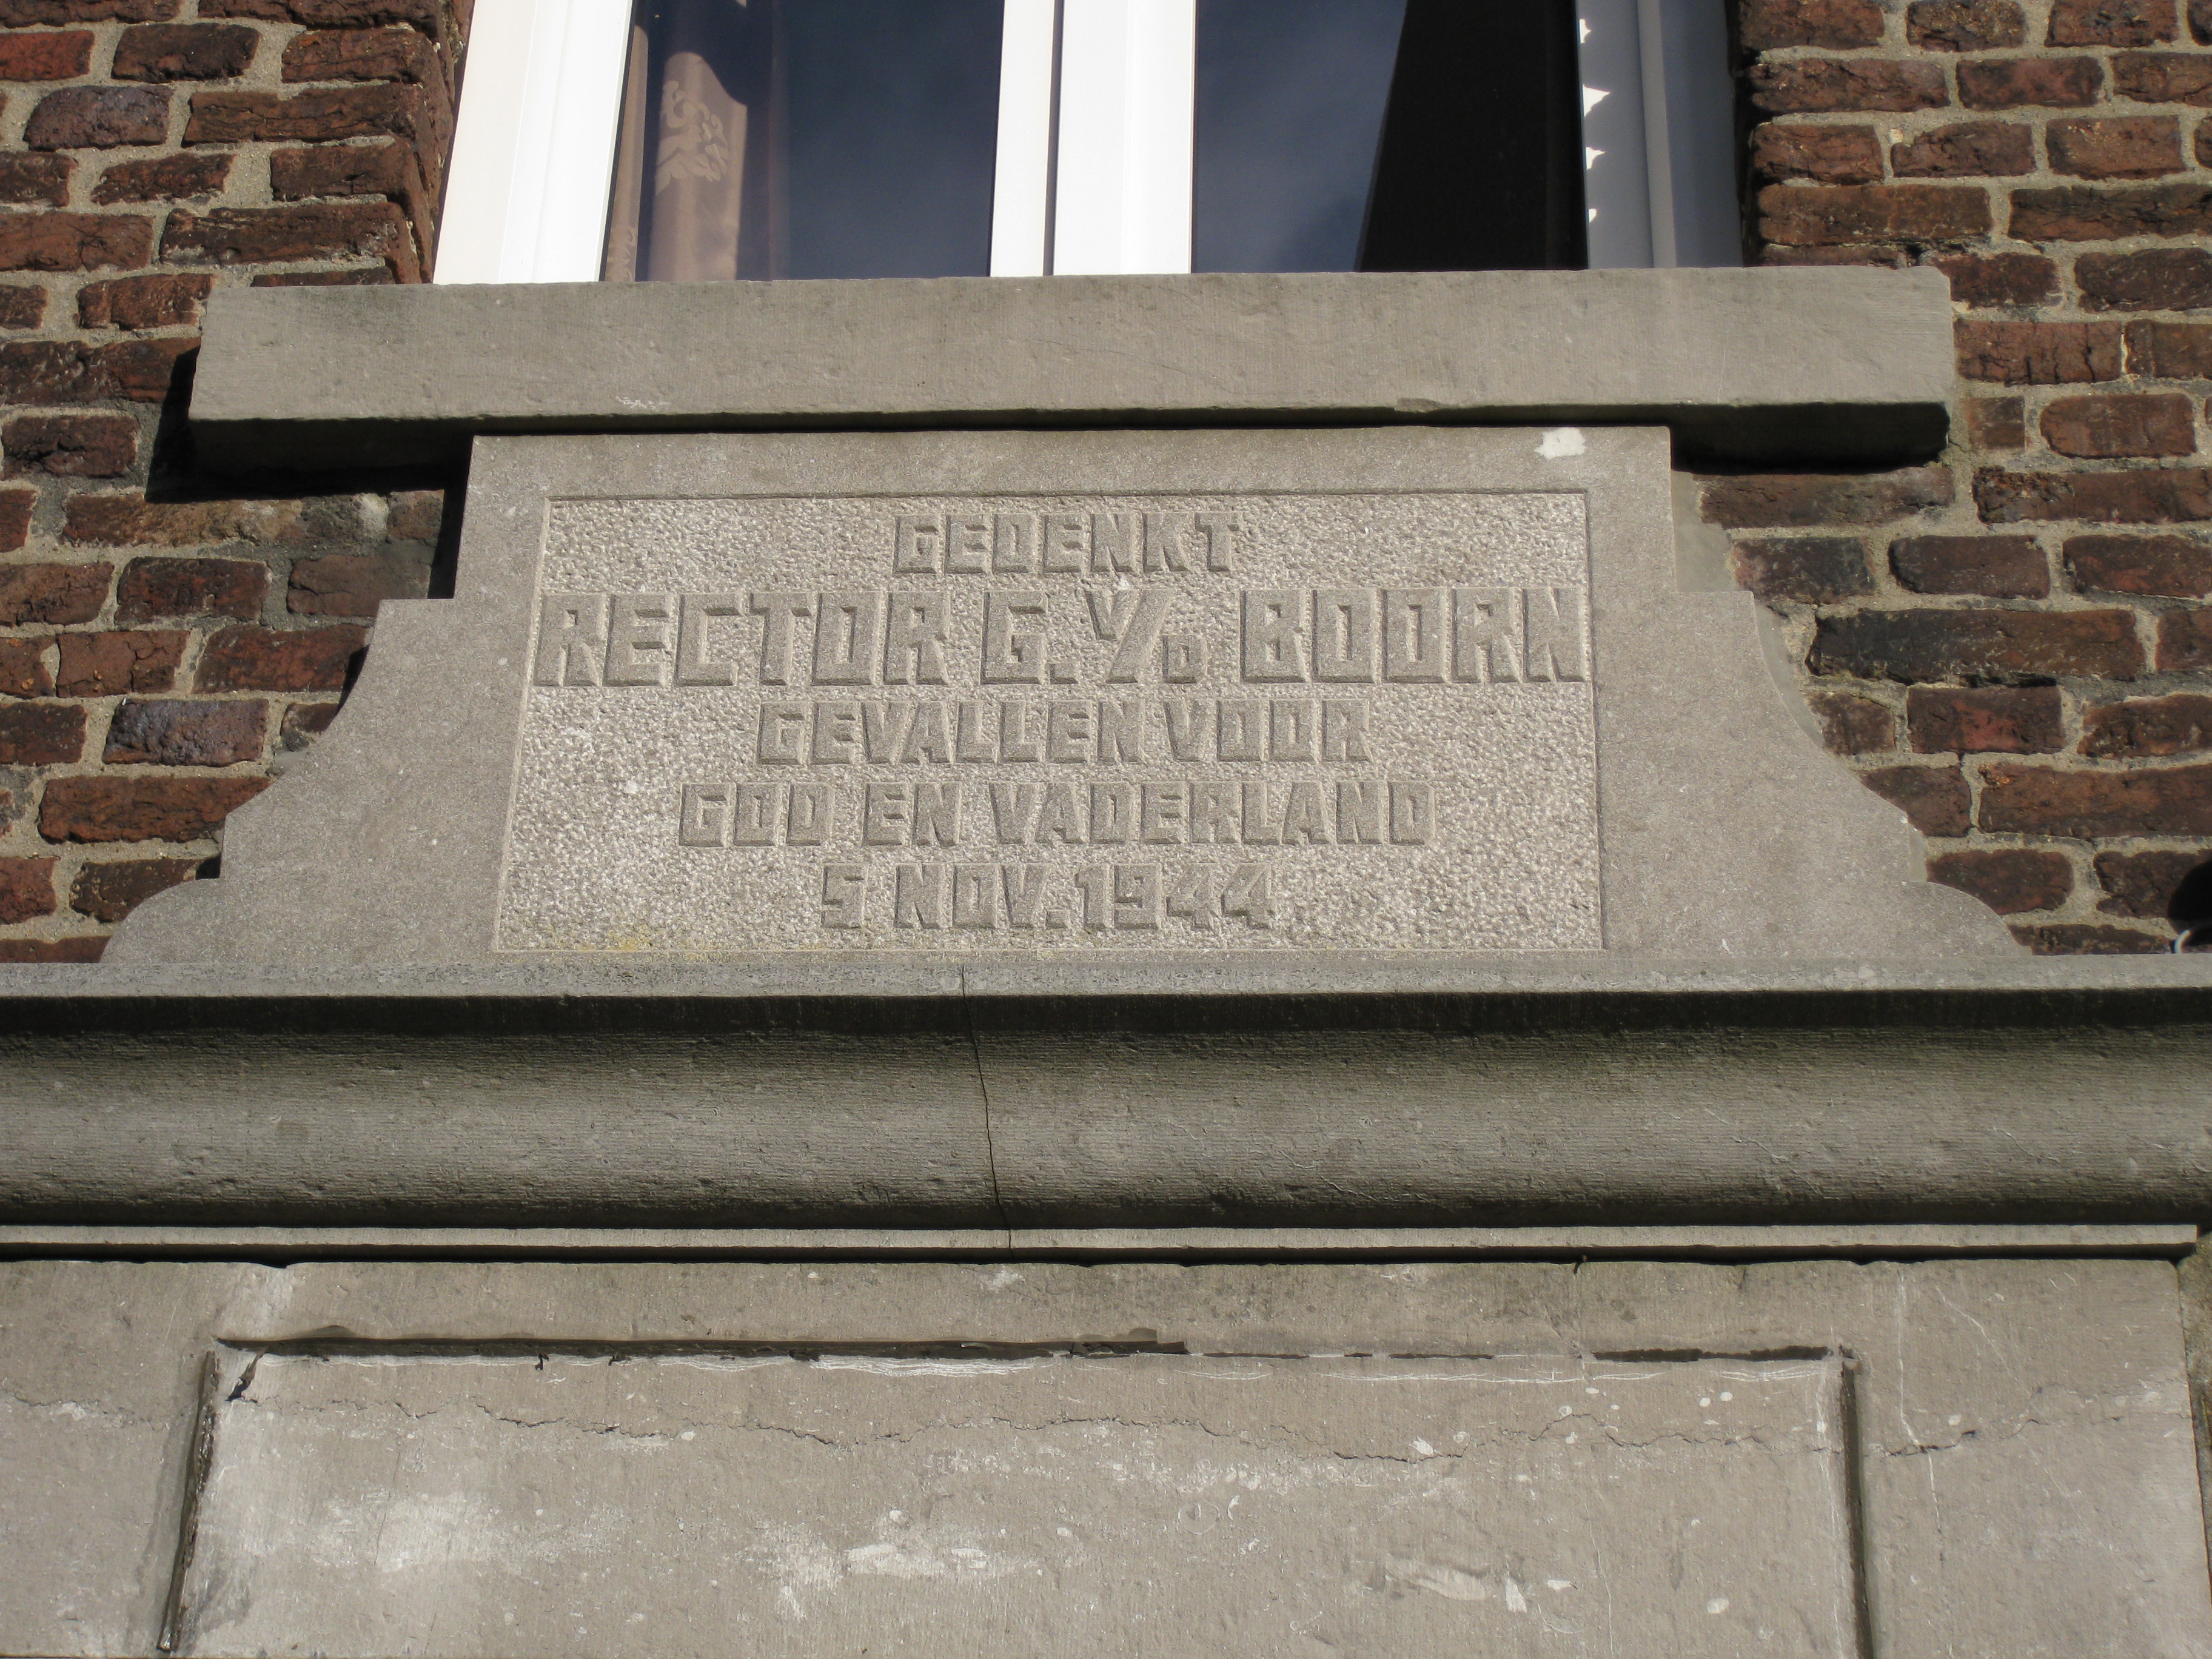 GEDENKT
RECTOR G. V/D BOORN
GEVALLEN VOOR
GOD EN VADERLAND
5 NOV. 1944